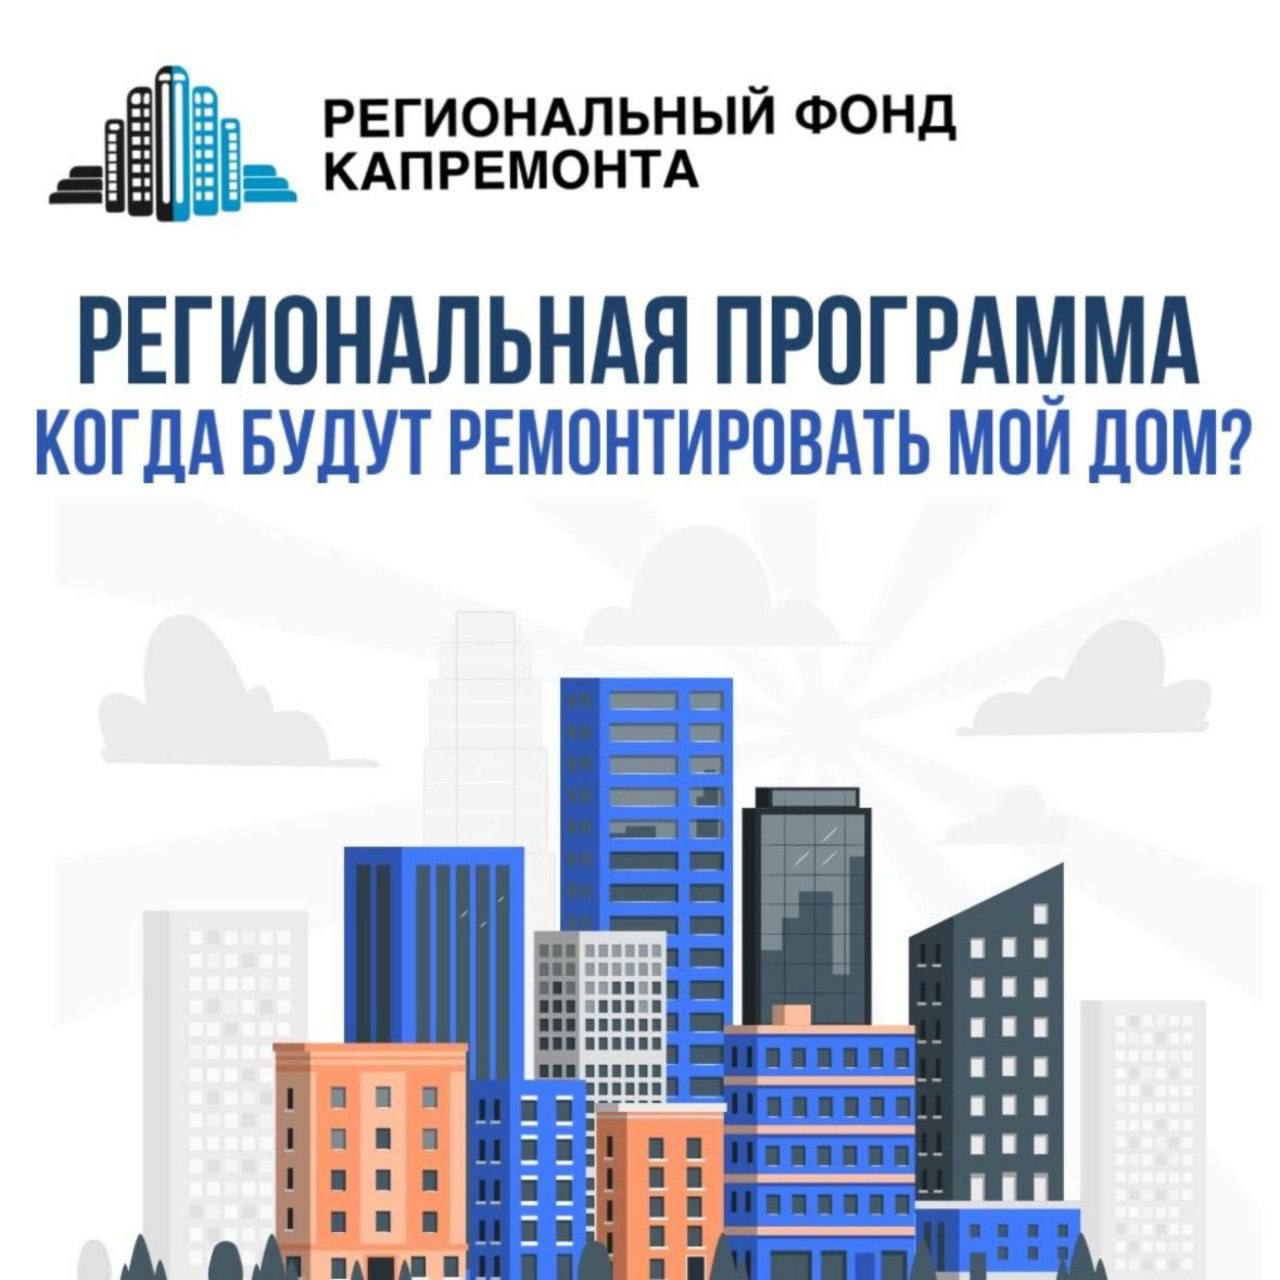 РЕГИОНАЛЬНЫЙ ФОНД
КАПРЕМОНТА
РЕГИОНАЛЬНАЯ ПРОГРАММА
КОГДА БУДУТ РЕМОНТИРОВАТЬ МОЙ ДОМ?